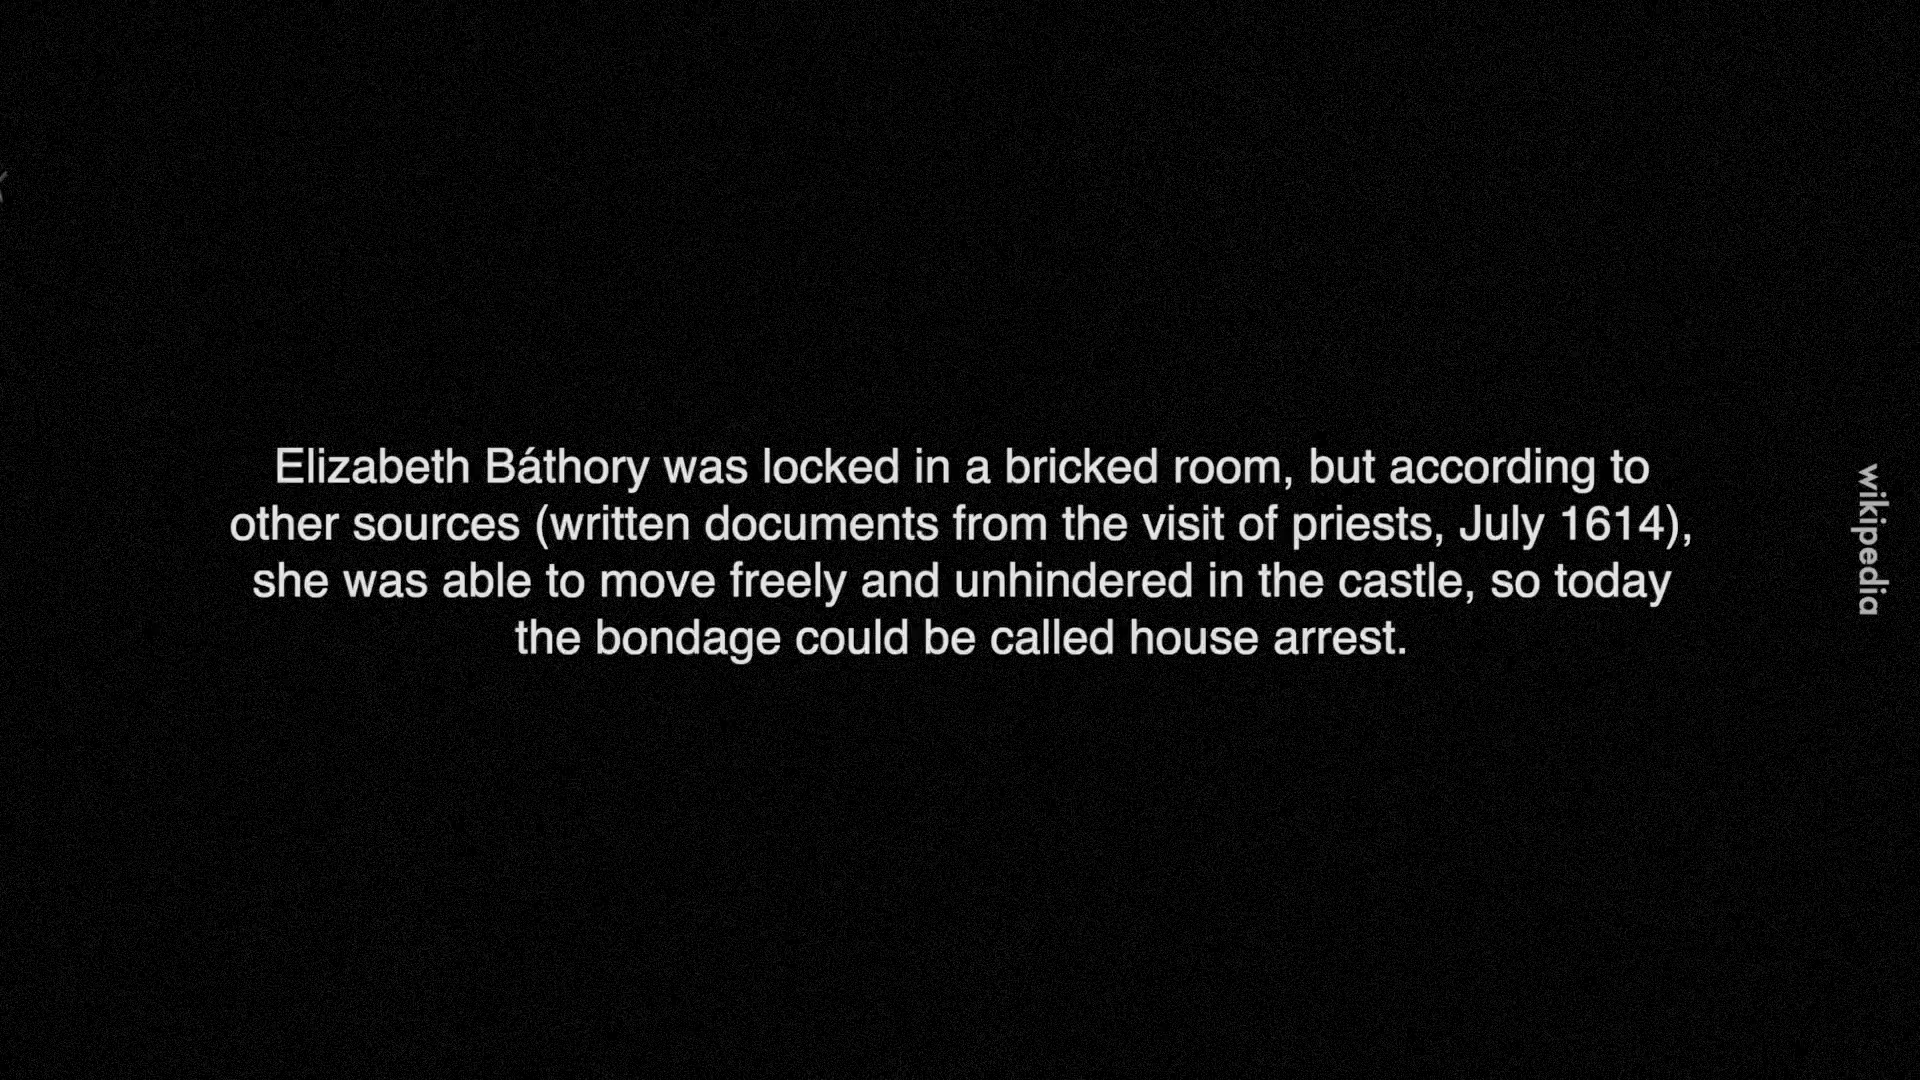 Elizabeth Báthory was locked in a bricked room, but according to
other sources (written documents from the visit of priests, July 1614),
she was able to move freely and unhindered in the castle, so today
the bondage could be called house arrest.
wikipedia